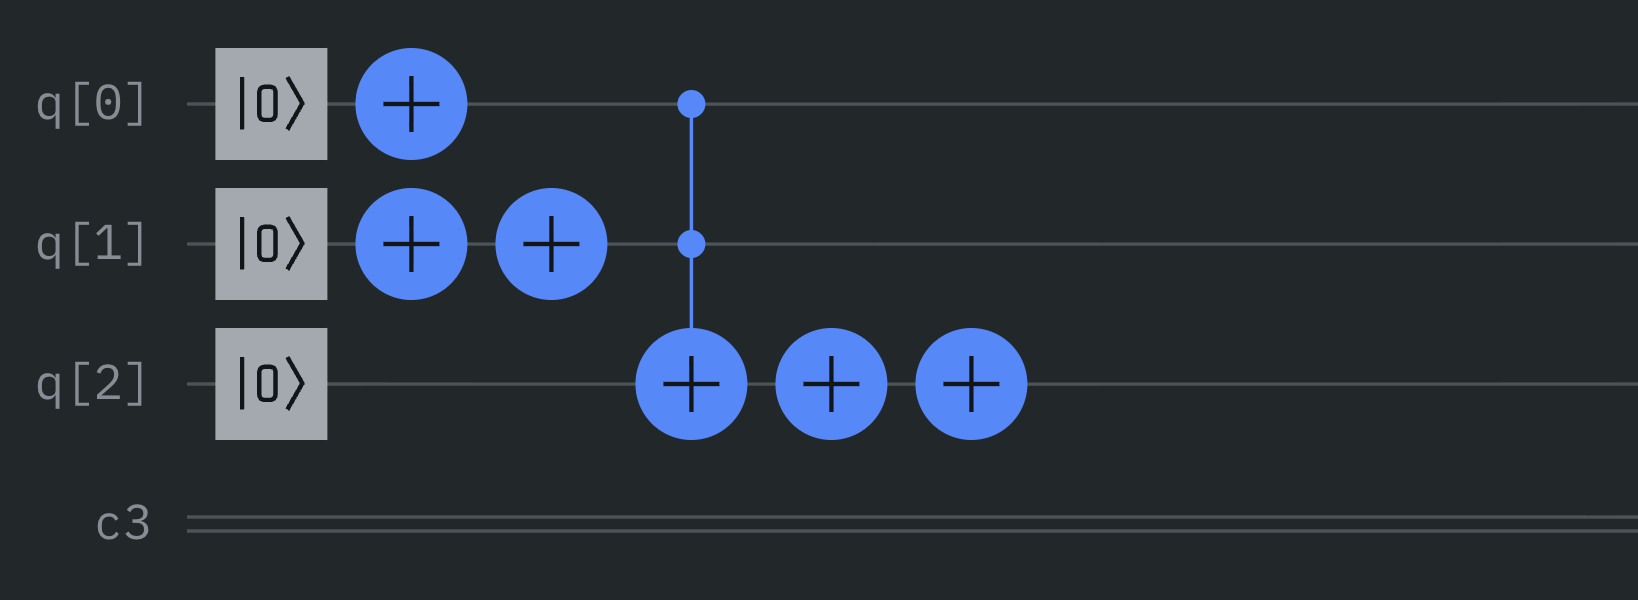 q[0] |0⟩ +
q[1] |0⟩ + +
q[2] |0⟩ + + +
c3